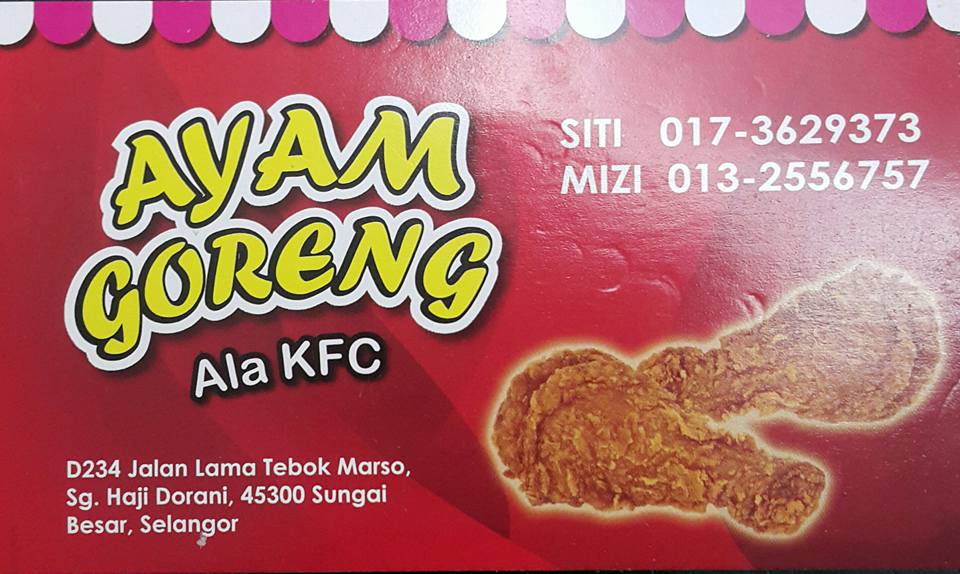 AYAM
GORENG
Ala KFC
SITI 017-3629373
MIZI 013-2556757
D234 Jalan Lama Tebok Marso,
Sg. Haji Dorani, 45300 Sungai
Besar, Selangor